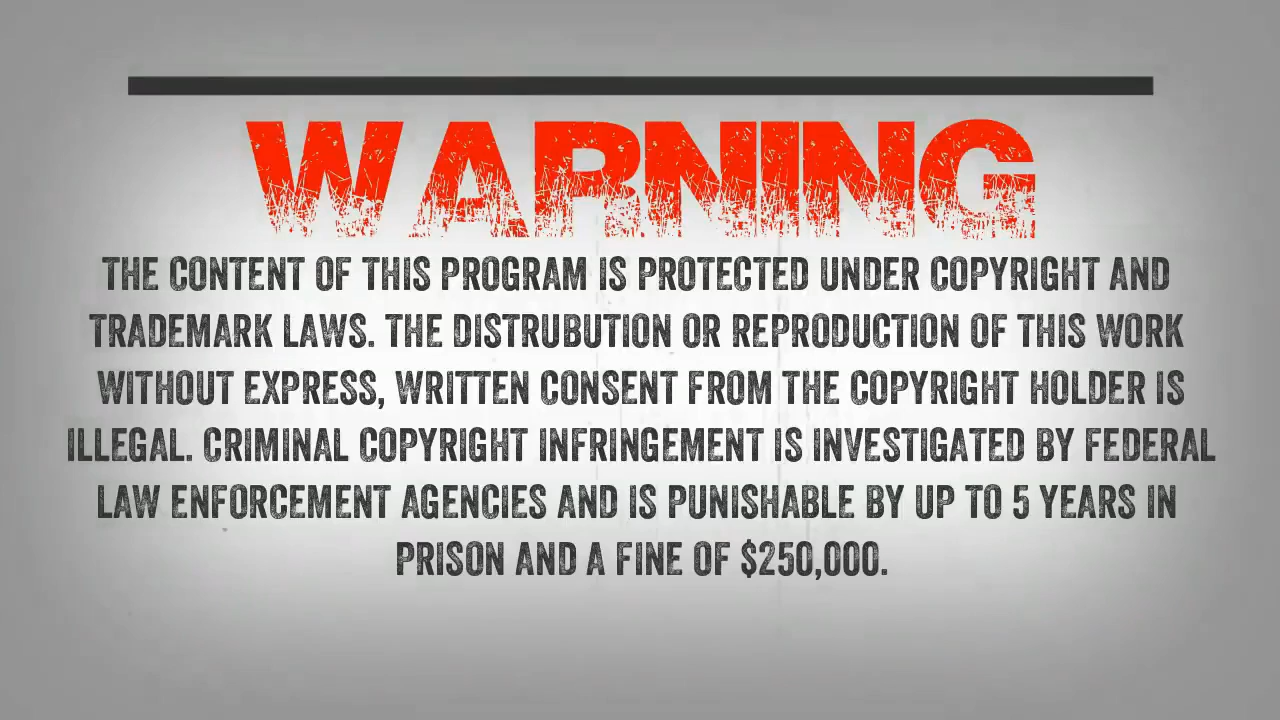 WARNING
THE CONTENT OF THIS PROGRAM IS PROTECTED UNDER COPYRIGHT AND
TRADEMARK LAWS. THE DISTRUBUTION OR REPRODUCTION OF THIS WORK
WITHOUT EXPRESS, WRITTEN CONSENT FROM THE COPYRIGHT HOLDER IS
ILLEGAL. CRIMINAL COPYRIGHT INFRINGEMENT IS INVESTIGATED BY FEDERAL
LAW ENFORCEMENT AGENCIES AND IS PUNISHABLE BY UP TO 5 YEARS IN
PRISON AND A FINE OF $250,000.